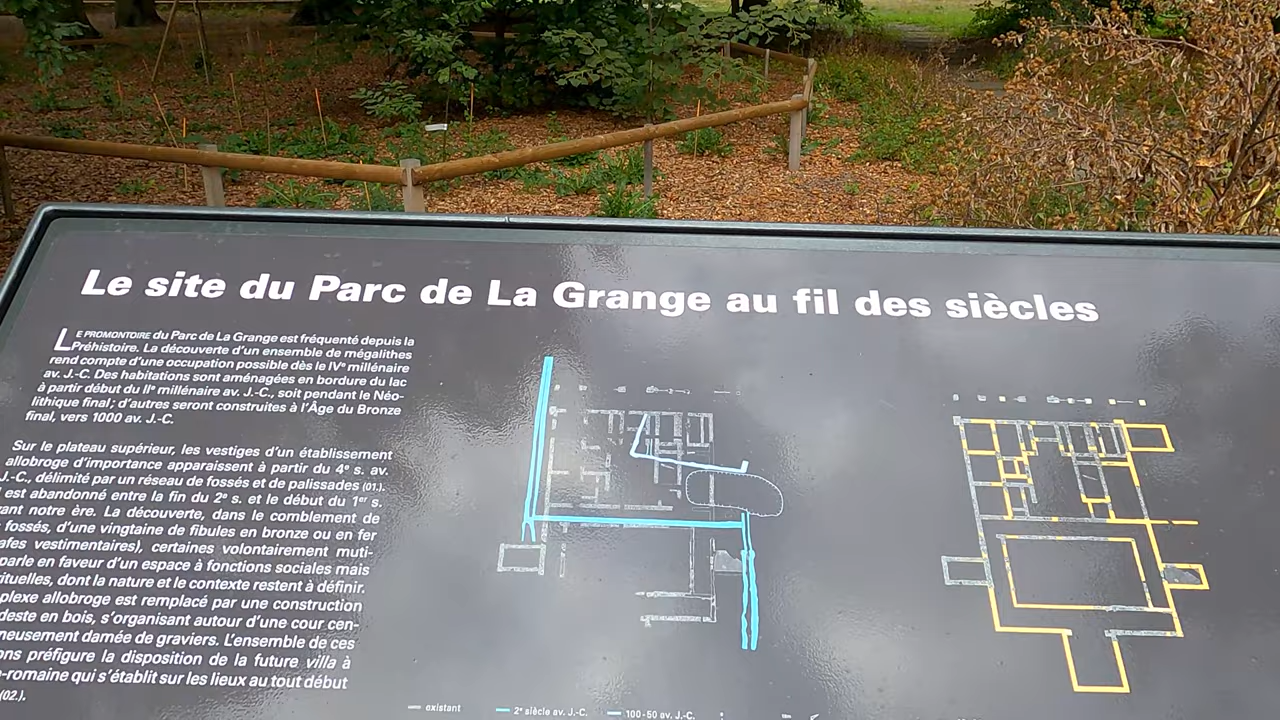 Le site du Parc de La Grange au fil des siècles
LE PROMONTOIRE du Parc de La Grange est fréquenté depuis la
Préhistoire. La découverte d'un ensemble de mégalithes
rend compte d'une occupation possible dès le IVe millénaire
av. J.-C. Des habitations sont aménagées en bordure du lac
à partir début du IIe millénaire av. J.-C., soit pendant le Néo-
lithique final; d'autres seront construites à l'Âge du Bronze
final, vers 1000 av. J.-C.
Sur le plateau supérieur, les vestiges d'un établissement
allobroge d'importance apparaissent à partir du 4e s. av.
J.-C., délimité par un réseau de fossés et de palissades (01.).
est abandonné entre la fin du 2e s. et le début du 1er s.
ant notre ère. La découverte, dans le comblement de
fossés, d'une vingtaine de fibules en bronze ou en fer
afes vestimentaires), certaines volontairement muti-
parle en faveur d'un espace à fonctions sociales mais
ituelles, dont la nature et le contexte restent à définir.
plexe allobroge est remplacé par une construction
deste en bois, s'organisant autour d'une cour cen-
neusement damée de graviers. L'ensemble de ces
ons préfigure la disposition de la future villa à
-romaine qui s'établit sur les lieux au tout début
(02.).
existant
2e siècle av. J.-C.
100-50 av. J.-C.